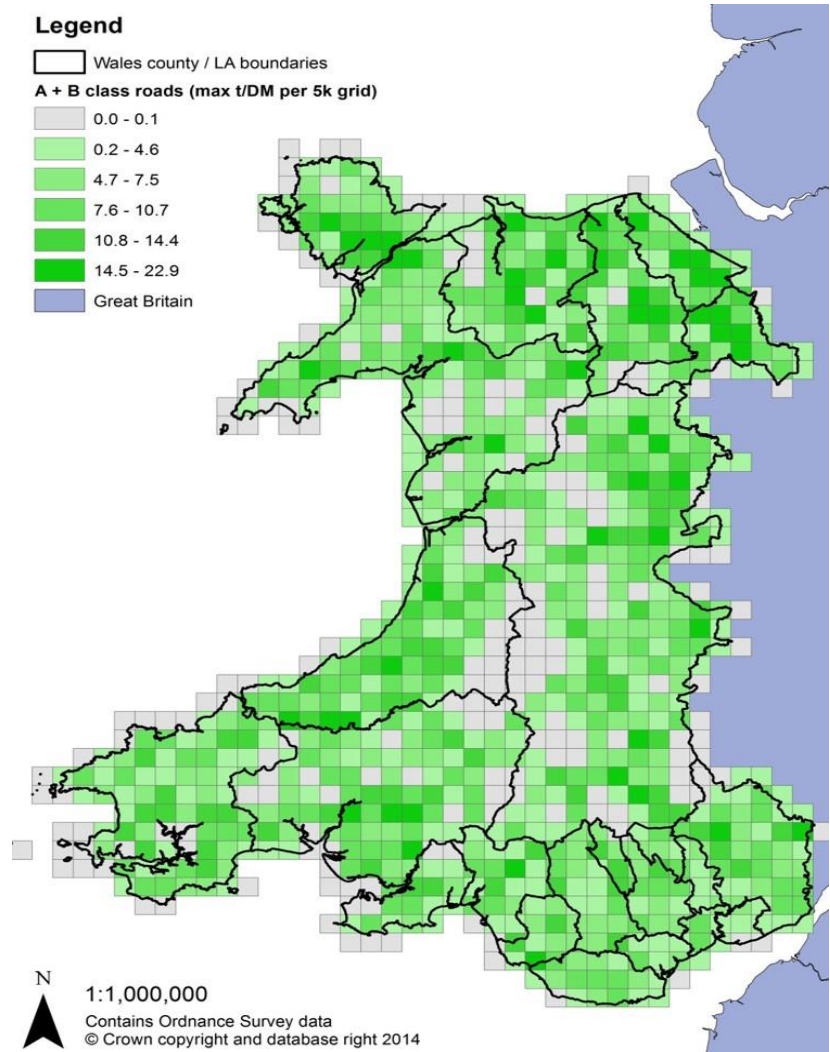 Legend
Wales county / LA boundaries
A + B class roads (max t/DM per 5k grid)
0.0 - 0.1
0.2 - 4.6
4.7 - 7.5
7.6 - 10.7
10.8 - 14.4
14.5 - 22.9
Great Britain
N
1:1,000,000
Contains Ordnance Survey data
© Crown copyright and database right 2014